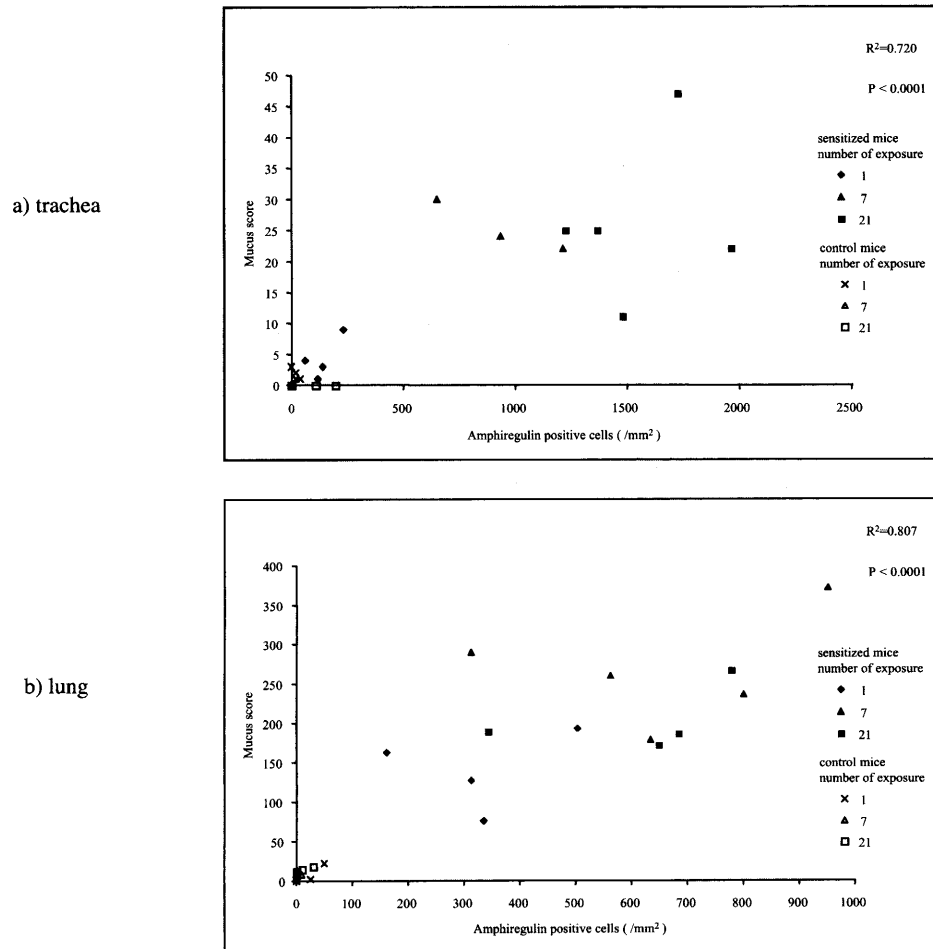 a) trachea
R²=0.720
P < 0.0001
50
45
40
35
30
25
20
15
10
5
0
Mucus score
0 500 1000 1500 2000 2500
Amphiregulin positive cells ( /mm² )
sensitized mice
number of exposure
1
7
21
control mice
number of exposure
1
7
21
b) lung
R²=0.807
P < 0.0001
400
350
300
250
200
150
100
50
0
Mucus score
0 100 200 300 400 500 600 700 800 900 1000
Amphiregulin positive cells ( /mm² )
sensitized mice
number of exposure
1
7
21
control mice
number of exposure
1
7
21